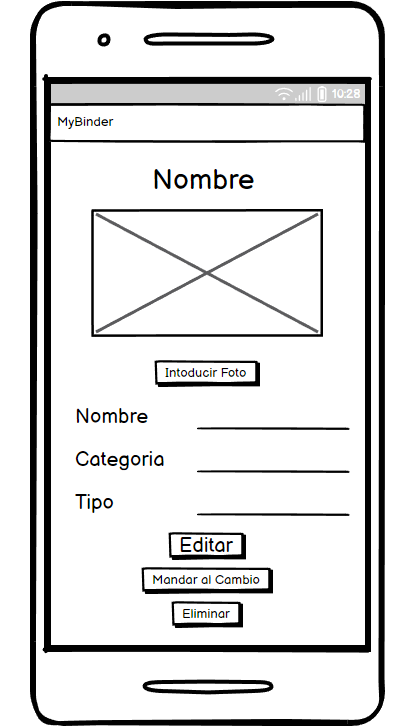 10:28
MyBinder
Nombre
Intoducir Foto
Nombre
Categoria
Tipo
Editar
Mandar al Cambio
Eliminar